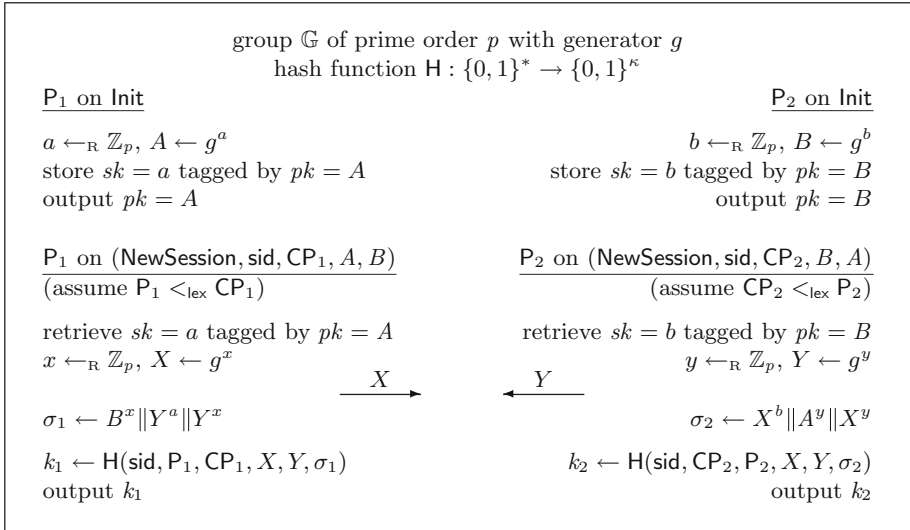 group 𝔾 of prime order p with generator g
hash function H : {0, 1}* → {0, 1}^κ
P₁ on Init
P₂ on Init
a ←_R ℤ_p, A ← g^a
b ←_R ℤ_p, B ← g^b
store sk = a tagged by pk = A
store sk = b tagged by pk = B
output pk = A
output pk = B
P₁ on (NewSession, sid, CP₁, A, B)
P₂ on (NewSession, sid, CP₂, B, A)
(assume P₁ <_lex CP₁)
(assume CP₂ <_lex P₂)
retrieve sk = a tagged by pk = A
retrieve sk = b tagged by pk = B
x ←_R ℤ_p, X ← g^x
y ←_R ℤ_p, Y ← g^y
X
Y
σ₁ ← B^x‖Y^a‖Y^x
σ₂ ← X^b‖A^y‖X^y
k₁ ← H(sid, P₁, CP₁, X, Y, σ₁)
k₂ ← H(sid, CP₂, P₂, X, Y, σ₂)
output k₁
output k₂